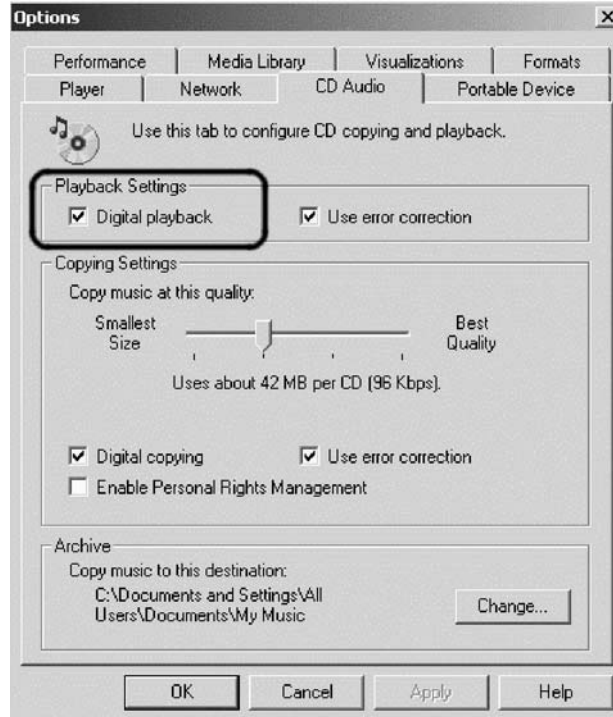 Options
Performance
Media Library
Visualizations
Formats
Player
Network
CD Audio
Portable Device
Use this tab to configure CD copying and playback.
Playback Settings
Digital playback
Use error correction
Copying Settings
Copy music at this quality:
Smallest Size
Best Quality
Uses about 42 MB per CD (96 Kbps).
Digital copying
Use error correction
Enable Personal Rights Management
Archive
Copy music to this destination:
C:\Documents and Settings\All
Users\Documents\My Music
Change...
OK
Cancel
Apply
Help